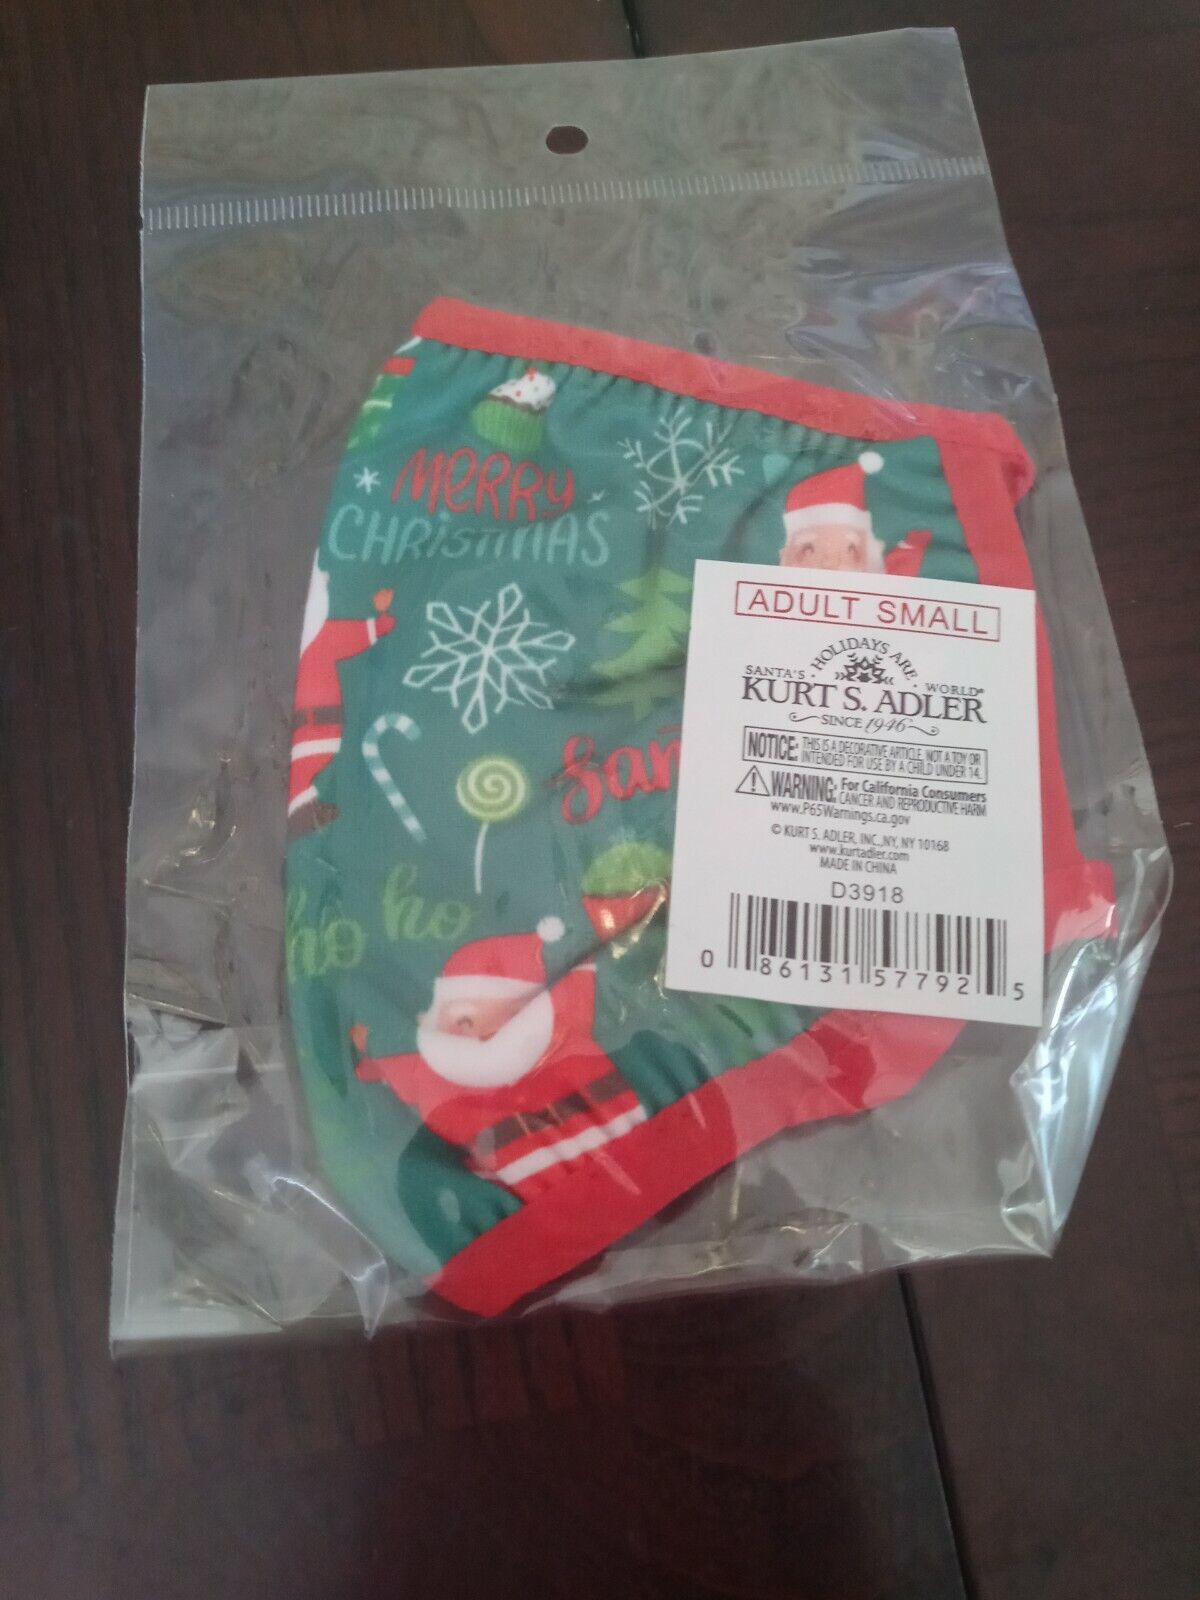 MERRY
CHRISTMAS
San
ho ho
ADULT SMALL
HOLIDAYS ARE
SANTA'S WORLD®
KURT S. ADLER
SINCE 1946
NOTICE: THIS IS A DECORATIVE ARTICLE, NOT A TOY OR
INTENDED FOR USE BY A CHILD UNDER 14.
WARNING: For California Consumers
CANCER AND REPRODUCTIVE HARM
www.P65Warnings.ca.gov
© KURT S. ADLER, INC., NY, NY 10168
www.kurtadler.com
MADE IN CHINA
D3918
0 86131 57792 5